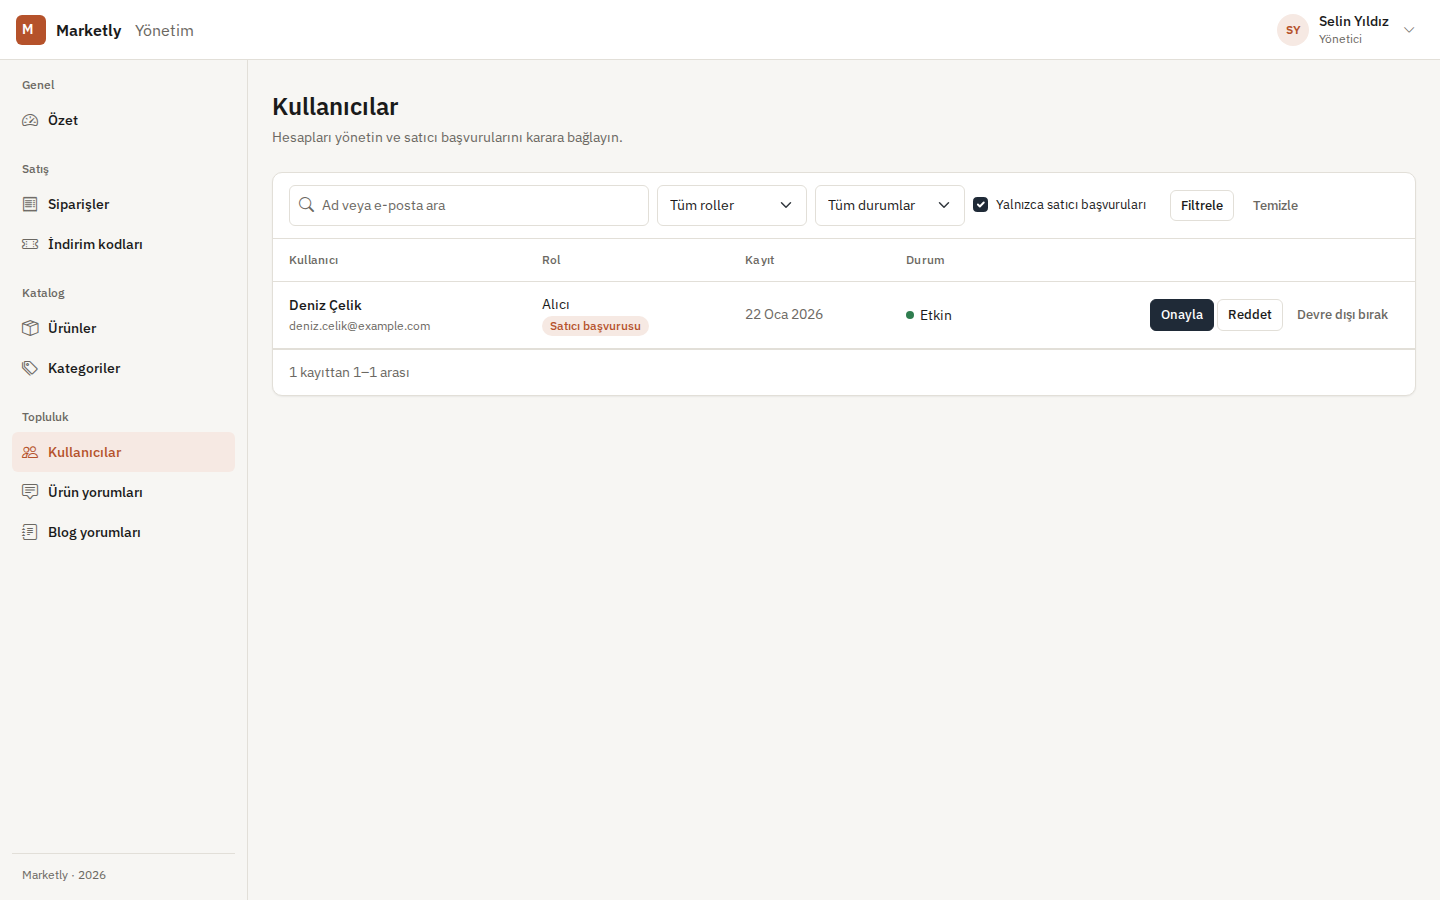 M Marketly Yönetim
SY Selin Yıldız
Yönetici
Genel
Özet
Satış
Siparişler
İndirim kodları
Katalog
Ürünler
Kategoriler
Topluluk
Kullanıcılar
Ürün yorumları
Blog yorumları
Marketly · 2026
Kullanıcılar
Hesapları yönetin ve satıcı başvurularını karara bağlayın.
Ad veya e-posta ara Tüm roller Tüm durumlar Yalnızca satıcı başvuruları Filtrele Temizle
Kullanıcı Rol Kayıt Durum
Deniz Çelik Alıcı 22 Oca 2026 Etkin Onayla Reddet Devre dışı bırak
deniz.celik@example.com Satıcı başvurusu
1 kayıttan 1–1 arası